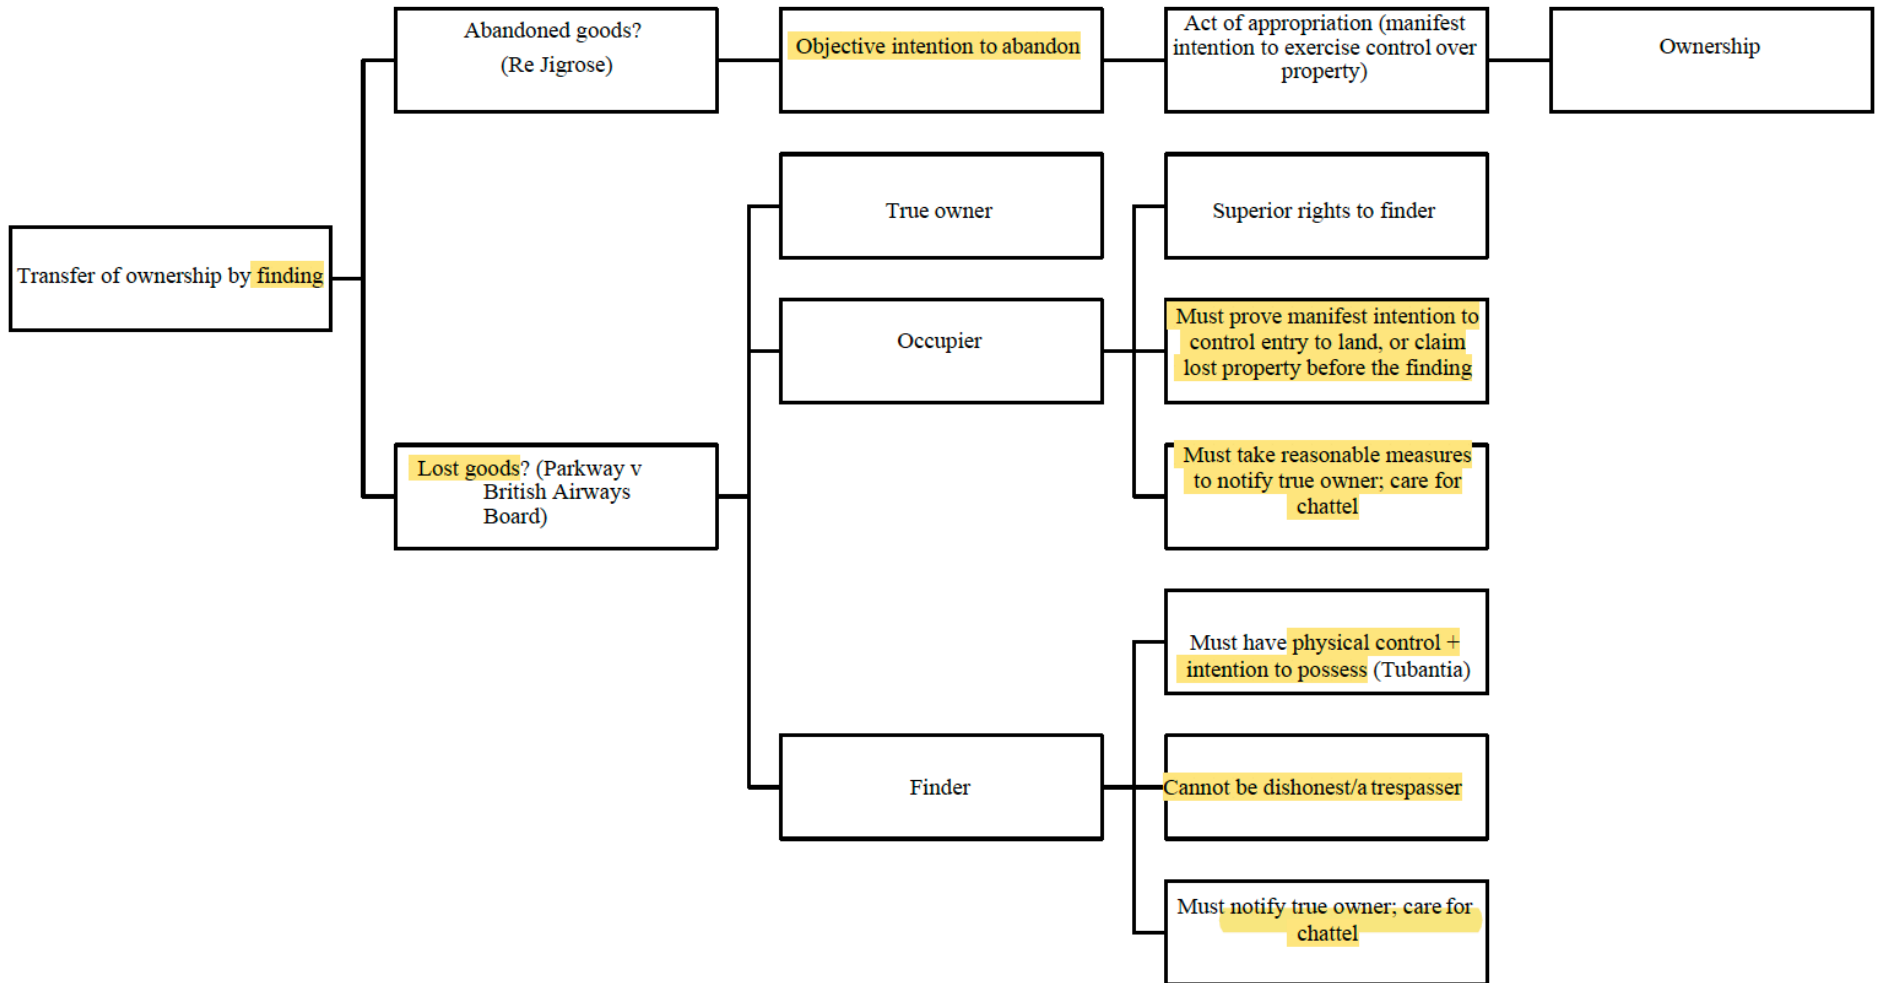 Abandoned goods?
(Re Jigrose)
Objective intention to abandon
Act of appropriation (manifest
intention to exercise control over
property)
Ownership
Transfer of ownership by finding
True owner
Superior rights to finder
Occupier
Must prove manifest intention to
control entry to land, or claim
lost property before the finding
Must take reasonable measures
to notify true owner; care for
chattel
Lost goods? (Parkway v
British Airways
Board)
Must have physical control +
intention to possess (Tubantia)
Finder
Cannot be dishonest/a trespasser
Must notify true owner; care for
chattel